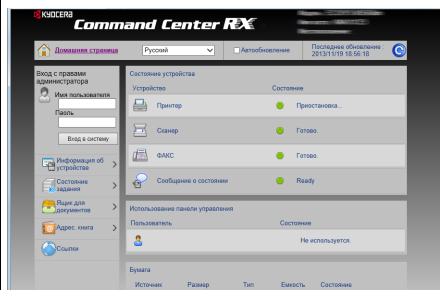 KYOCERA
Command Center RX
Домашняя страница
Русский
Автообновление
Последнее обновление :
2013/11/19 18:56:18
Вход с правами
администратора
Имя пользователя
Пароль
Вход в систему
Информация об
устройстве
Состояние
задания
Ящик для
документов
Адрес. книга
Ссылки
Состояние устройства
Устройство Состояние
Принтер Приостановка...
Сканер Готово.
ФАКС Готово.
Сообщение о состоянии Ready
Использование панели управления
Пользователь Состояние
Не используется.
Бумага
Источник Размер Тип Емкость Состояние